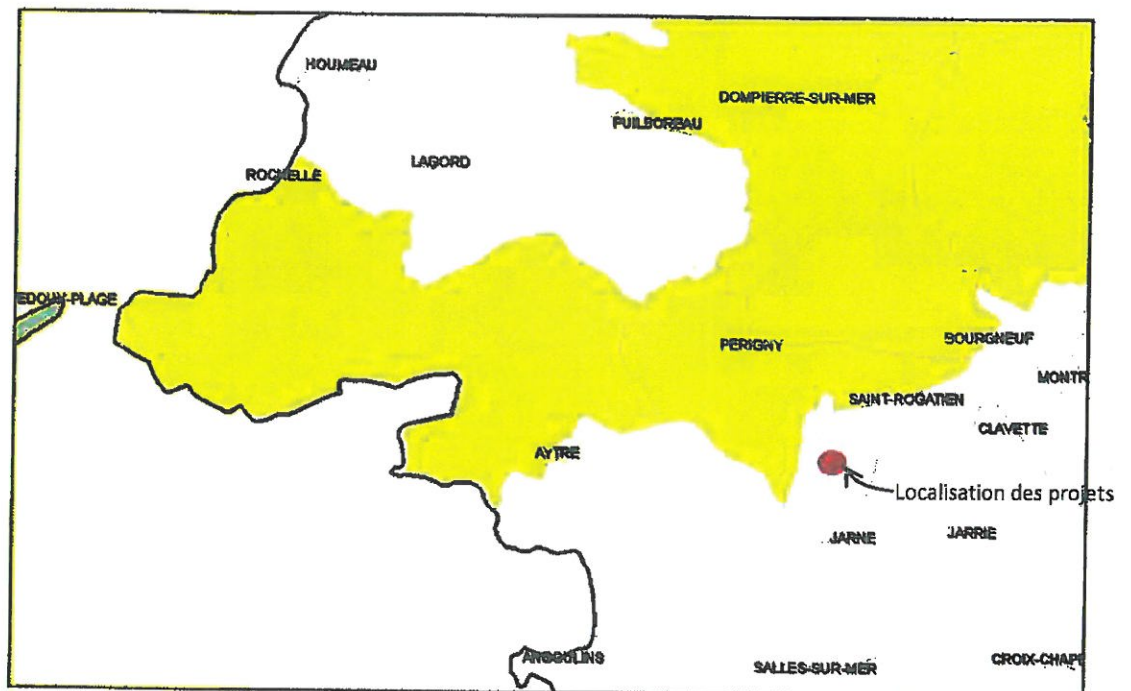 HOUMEAU
DOMPIERRE-SUR-MER
PUILBOREAU
LAGORD
ROCHELLE
EDOUX-PLAGE
PERIGNY
BOURGNEUF
MONTR
SAINT-ROGATIEN
CLAVETTE
AYTRE
Localisation des projets
JARNE
JARRIE
ANGOULINS
SALLES-SUR-MER
CROIX-CHAPE